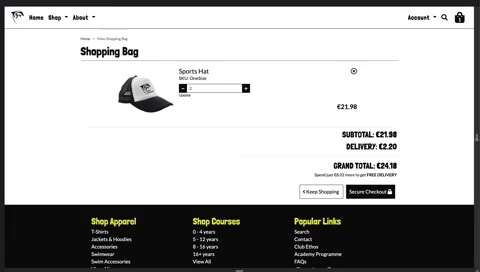 Home Shop About Account
Home > View Shopping Bag
Shopping Bag
Sports Hat
SKU: OneSize
- 2 +
Update
€21.98
SUBTOTAL: €21.98
DELIVERY: €2.20
GRAND TOTAL: €24.18
Spend just €8.02 more to get FREE DELIVERY
< Keep Shopping Secure Checkout
Shop Apparel Shop Courses Popular Links
T-Shirts 0 - 4 years Search
Jackets & Hoodies 5 - 12 years Contact
Accessories 8 - 16 years Club Ethos
Swimwear 16+ years Academy Programme
Swim Accessories View All FAQs